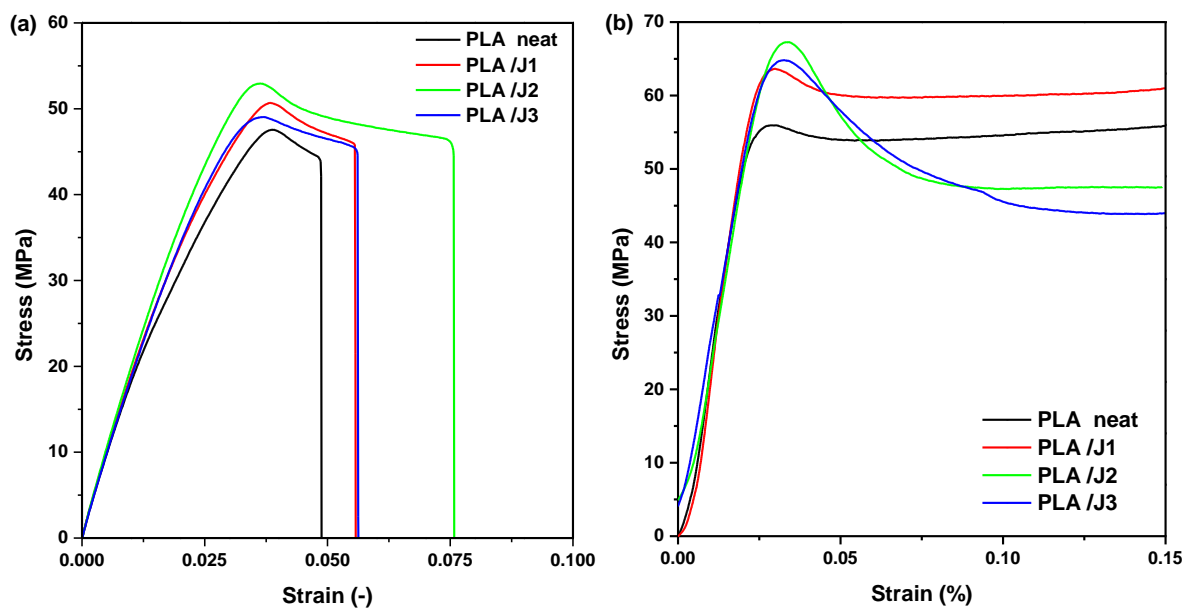 (a)
60
50
40
30
20
10
0
Stress (MPa)
PLA neat
PLA /J1
PLA /J2
PLA /J3
0.000 0.025 0.050 0.075 0.100
Strain (-)
(b)
70
60
50
40
30
20
10
0
Stress (MPa)
PLA neat
PLA /J1
PLA /J2
PLA /J3
0.00 0.05 0.10 0.15
Strain (%)